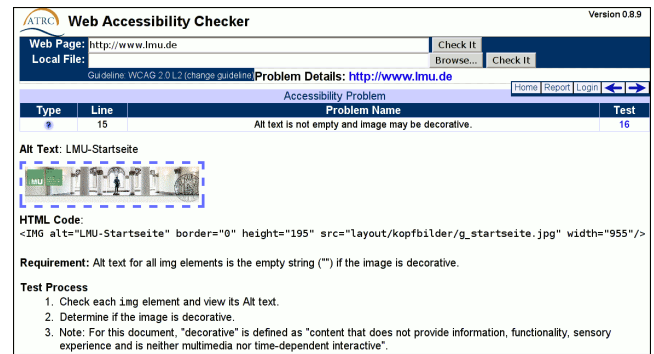 ATRC Web Accessibility Checker
Version 0.8.9
Web Page: http://www.lmu.de Check It
Local File: Browse... Check It
Guideline: WCAG 2.0 L2 (change guideline)
Problem Details: http://www.lmu.de
Home Report Login
Accessibility Problem
Type Line Problem Name Test
? 15 Alt text is not empty and image may be decorative. 16
Alt Text: LMU-Startseite
LMU
HTML Code:
<IMG alt="LMU-Startseite" border="0" height="195" src="layout/kopfbilder/g_startseite.jpg" width="955"/>
Requirement: Alt text for all img elements is the empty string ("") if the image is decorative.
Test Process
1. Check each img element and view its Alt text.
2. Determine if the image is decorative.
3. Note: For this document, "decorative" is defined as "content that does not provide information, functionality, sensory
experience and is neither multimedia nor time-dependent interactive".